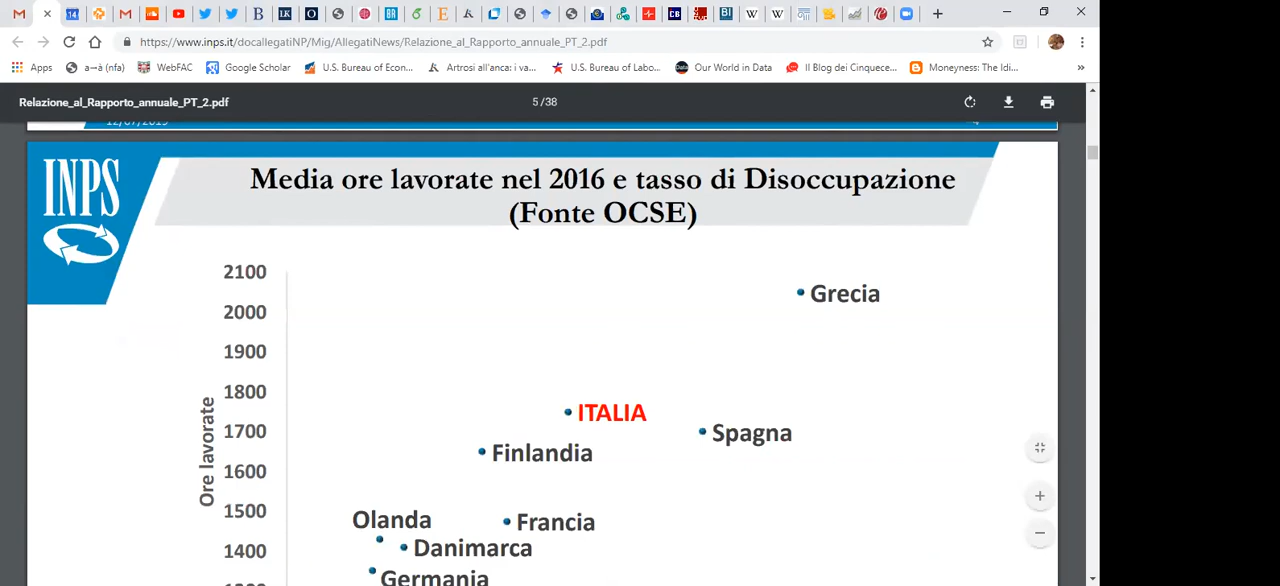 https://www.inps.it/docallegatiNP/Mig/AllegatiNews/Relazione_al_Rapporto_annuale_PT_2.pdf
Apps a→à (nfa) WebFAC Google Scholar U.S. Bureau of Econ... Artrosi all'anca: i va... U.S. Bureau of Labo... Our World in Data Il Blog dei Cinquece... Moneyness: The Idi... »
Relazione_al_Rapporto_annuale_PT_2.pdf 5 / 38
12/07/2019
INPS
Media ore lavorate nel 2016 e tasso di Disoccupazione
(Fonte OCSE)
2100
Grecia
2000
1900
1800
ITALIA
1700
Spagna
Finlandia
1600
Ore lavorate
1500
Olanda
Francia
1400
Danimarca
Germania